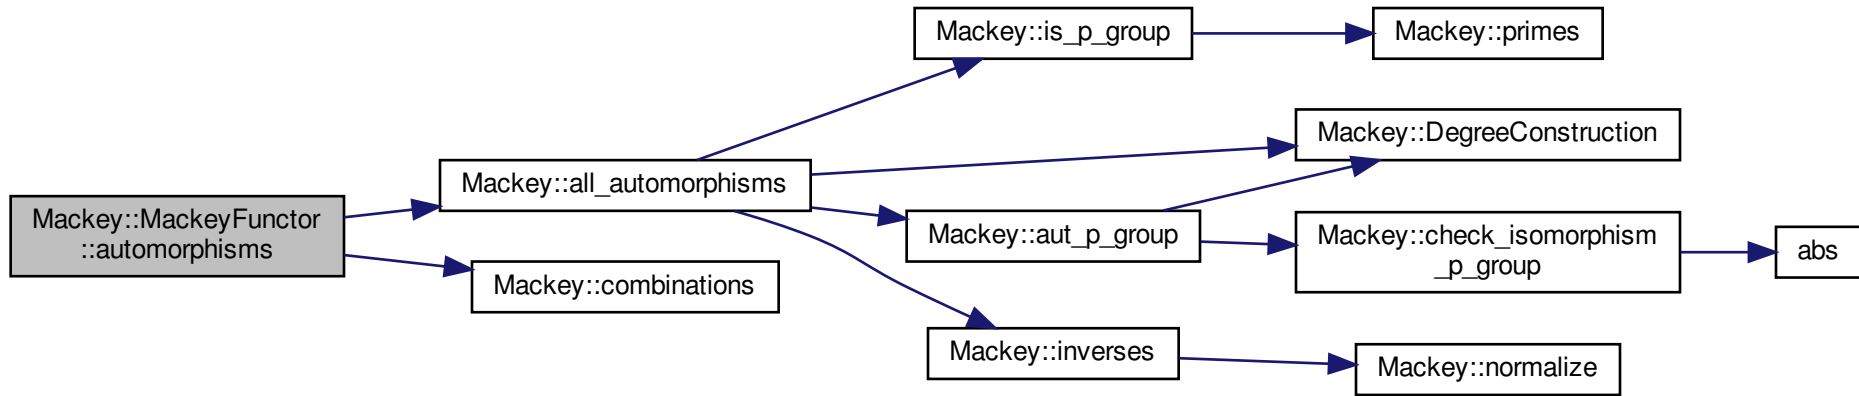 Mackey::MackeyFunctor
::automorphisms
Mackey::all_automorphisms
Mackey::combinations
Mackey::is_p_group
Mackey::primes
Mackey::DegreeConstruction
Mackey::aut_p_group
Mackey::check_isomorphism
_p_group
abs
Mackey::inverses
Mackey::normalize